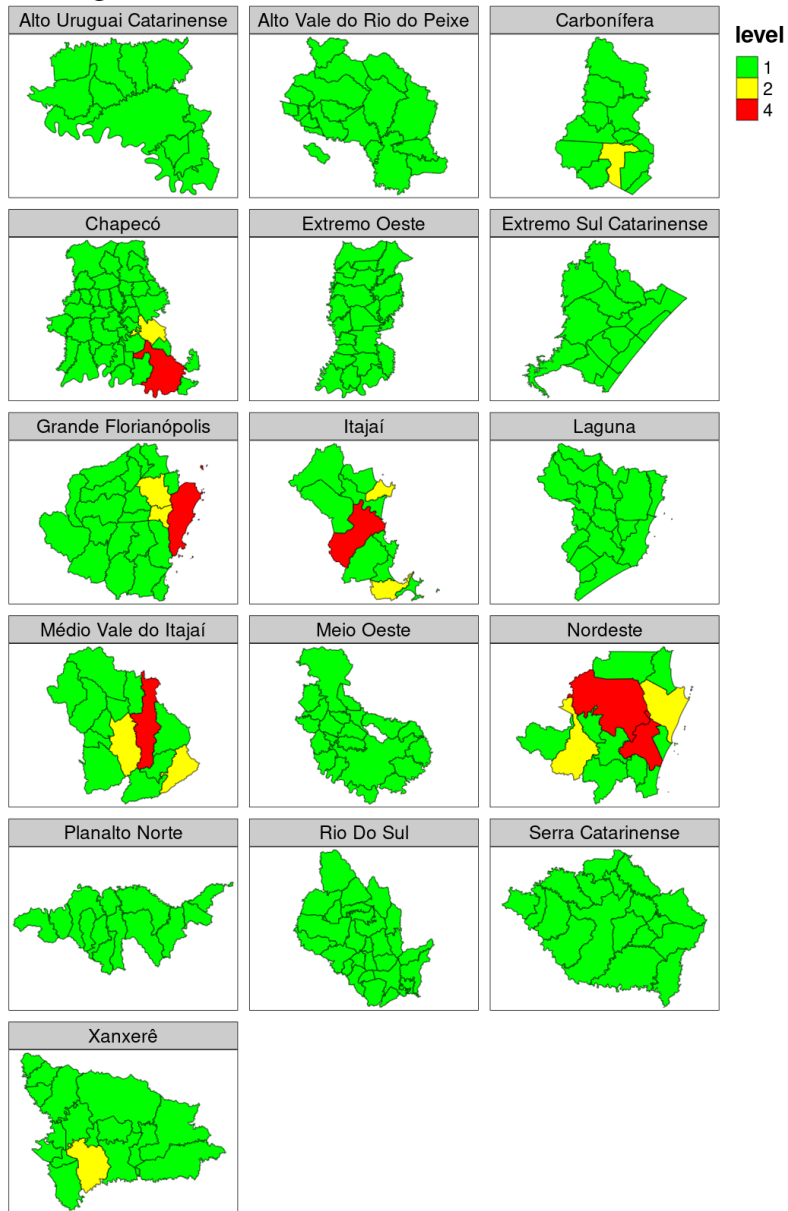 Alto Uruguai Catarinense
Alto Vale do Rio do Peixe
Carbonífera
level
1
2
4
Chapecó
Extremo Oeste
Extremo Sul Catarinense
Grande Florianópolis
Itajaí
Laguna
Médio Vale do Itajaí
Meio Oeste
Nordeste
Planalto Norte
Rio Do Sul
Serra Catarinense
Xanxerê